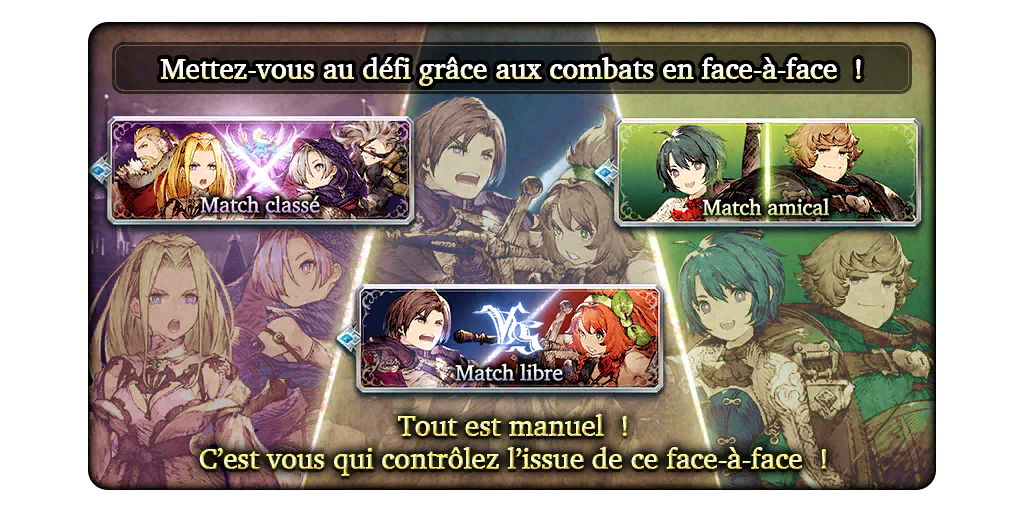 Mettez-vous au défi grâce aux combats en face-à-face !
Match classé
Match amical
VS
Match libre
Tout est manuel !
C'est vous qui contrôlez l'issue de ce face-à-face !